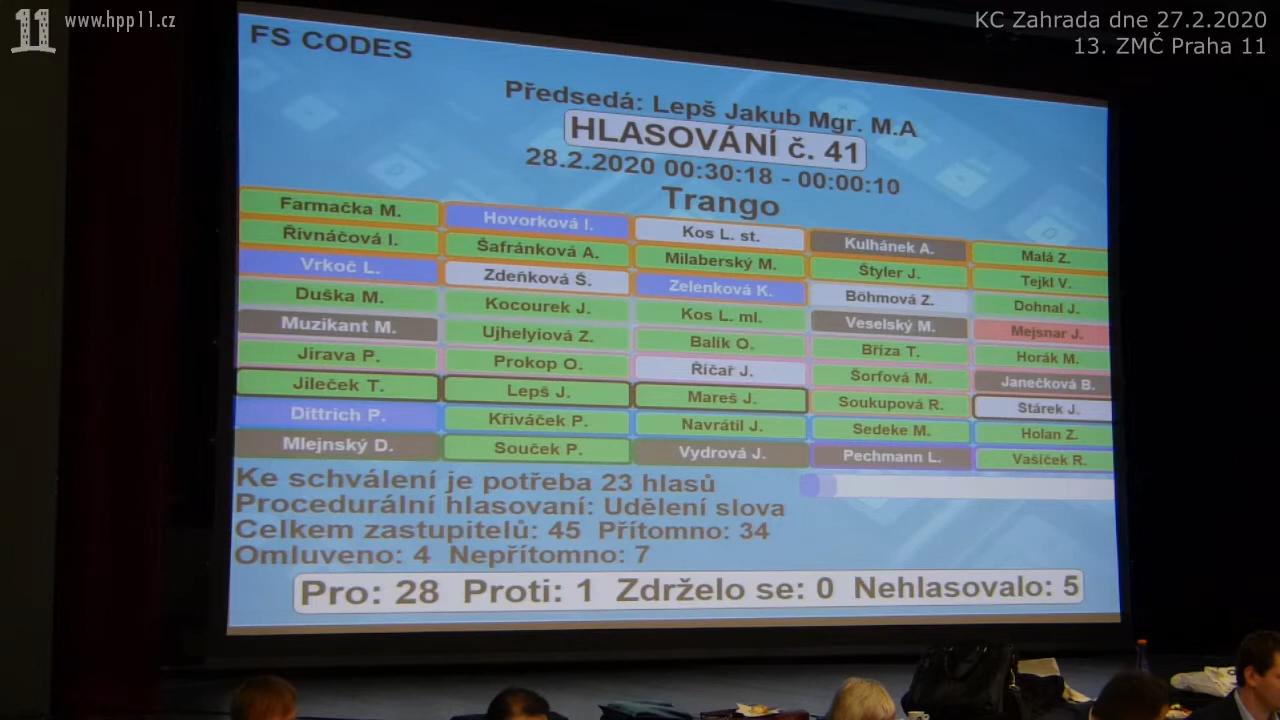 11 www.hpp11.cz
KC Zahrada dne 27.2.2020
13. ZMČ Praha 11
FS CODES
Předsedá: Lepš Jakub Mgr. M.A
HLASOVÁNÍ č. 41
28.2.2020 00:30:18 - 00:00:10
Trango
Farmačka M. Hovorková I. Kos L. st. Kulhánek A. Malá Z.
Řivnáčová I. Šafránková A. Milaberský M. Štyler J. Tejkl V.
Vrkoč L. Zdeňková Š. Zelenková K. Böhmová Z. Dohnal J.
Duška M. Kocourek J. Kos L. ml. Veselský M. Mejsnar J.
Muzikant M. Ujhelyiová Z. Balík O. Bříza T. Horák M.
Jirava P. Prokop O. Říčař J. Šorfová M. Janečková B.
Jileček T. Lepš J. Mareš J. Soukupová R. Stárek J.
Dittrich P. Křiváček P. Navrátil J. Sedeke M. Holan Z.
Mlejnský D. Souček P. Vydrová J. Pechmann L. Vašíček R.
Ke schválení je potřeba 23 hlasů
Procedurální hlasovaní: Udělení slova
Celkem zastupitelů: 45 Přítomno: 34
Omluveno: 4 Nepřítomno: 7
Pro: 28 Proti: 1 Zdrželo se: 0 Nehlasovalo: 5